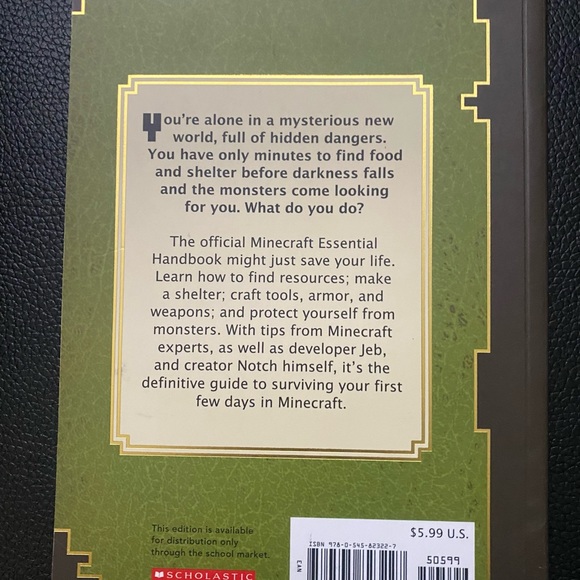 You're alone in a mysterious new
world, full of hidden dangers.
You have only minutes to find food
and shelter before darkness falls
and the monsters come looking
for you. What do you do?
The official Minecraft Essential
Handbook might just save your life.
Learn how to find resources; make
a shelter; craft tools, armor, and
weapons; and protect yourself from
monsters. With tips from Minecraft
experts, as well as developer Jeb,
and creator Notch himself, it's the
definitive guide to surviving your first
few days in Minecraft.
This edition is available
for distribution only
through the school market.
SCHOLASTIC
$5.99 U.S.
ISBN 978-0-545-82322-7
50599
EAN